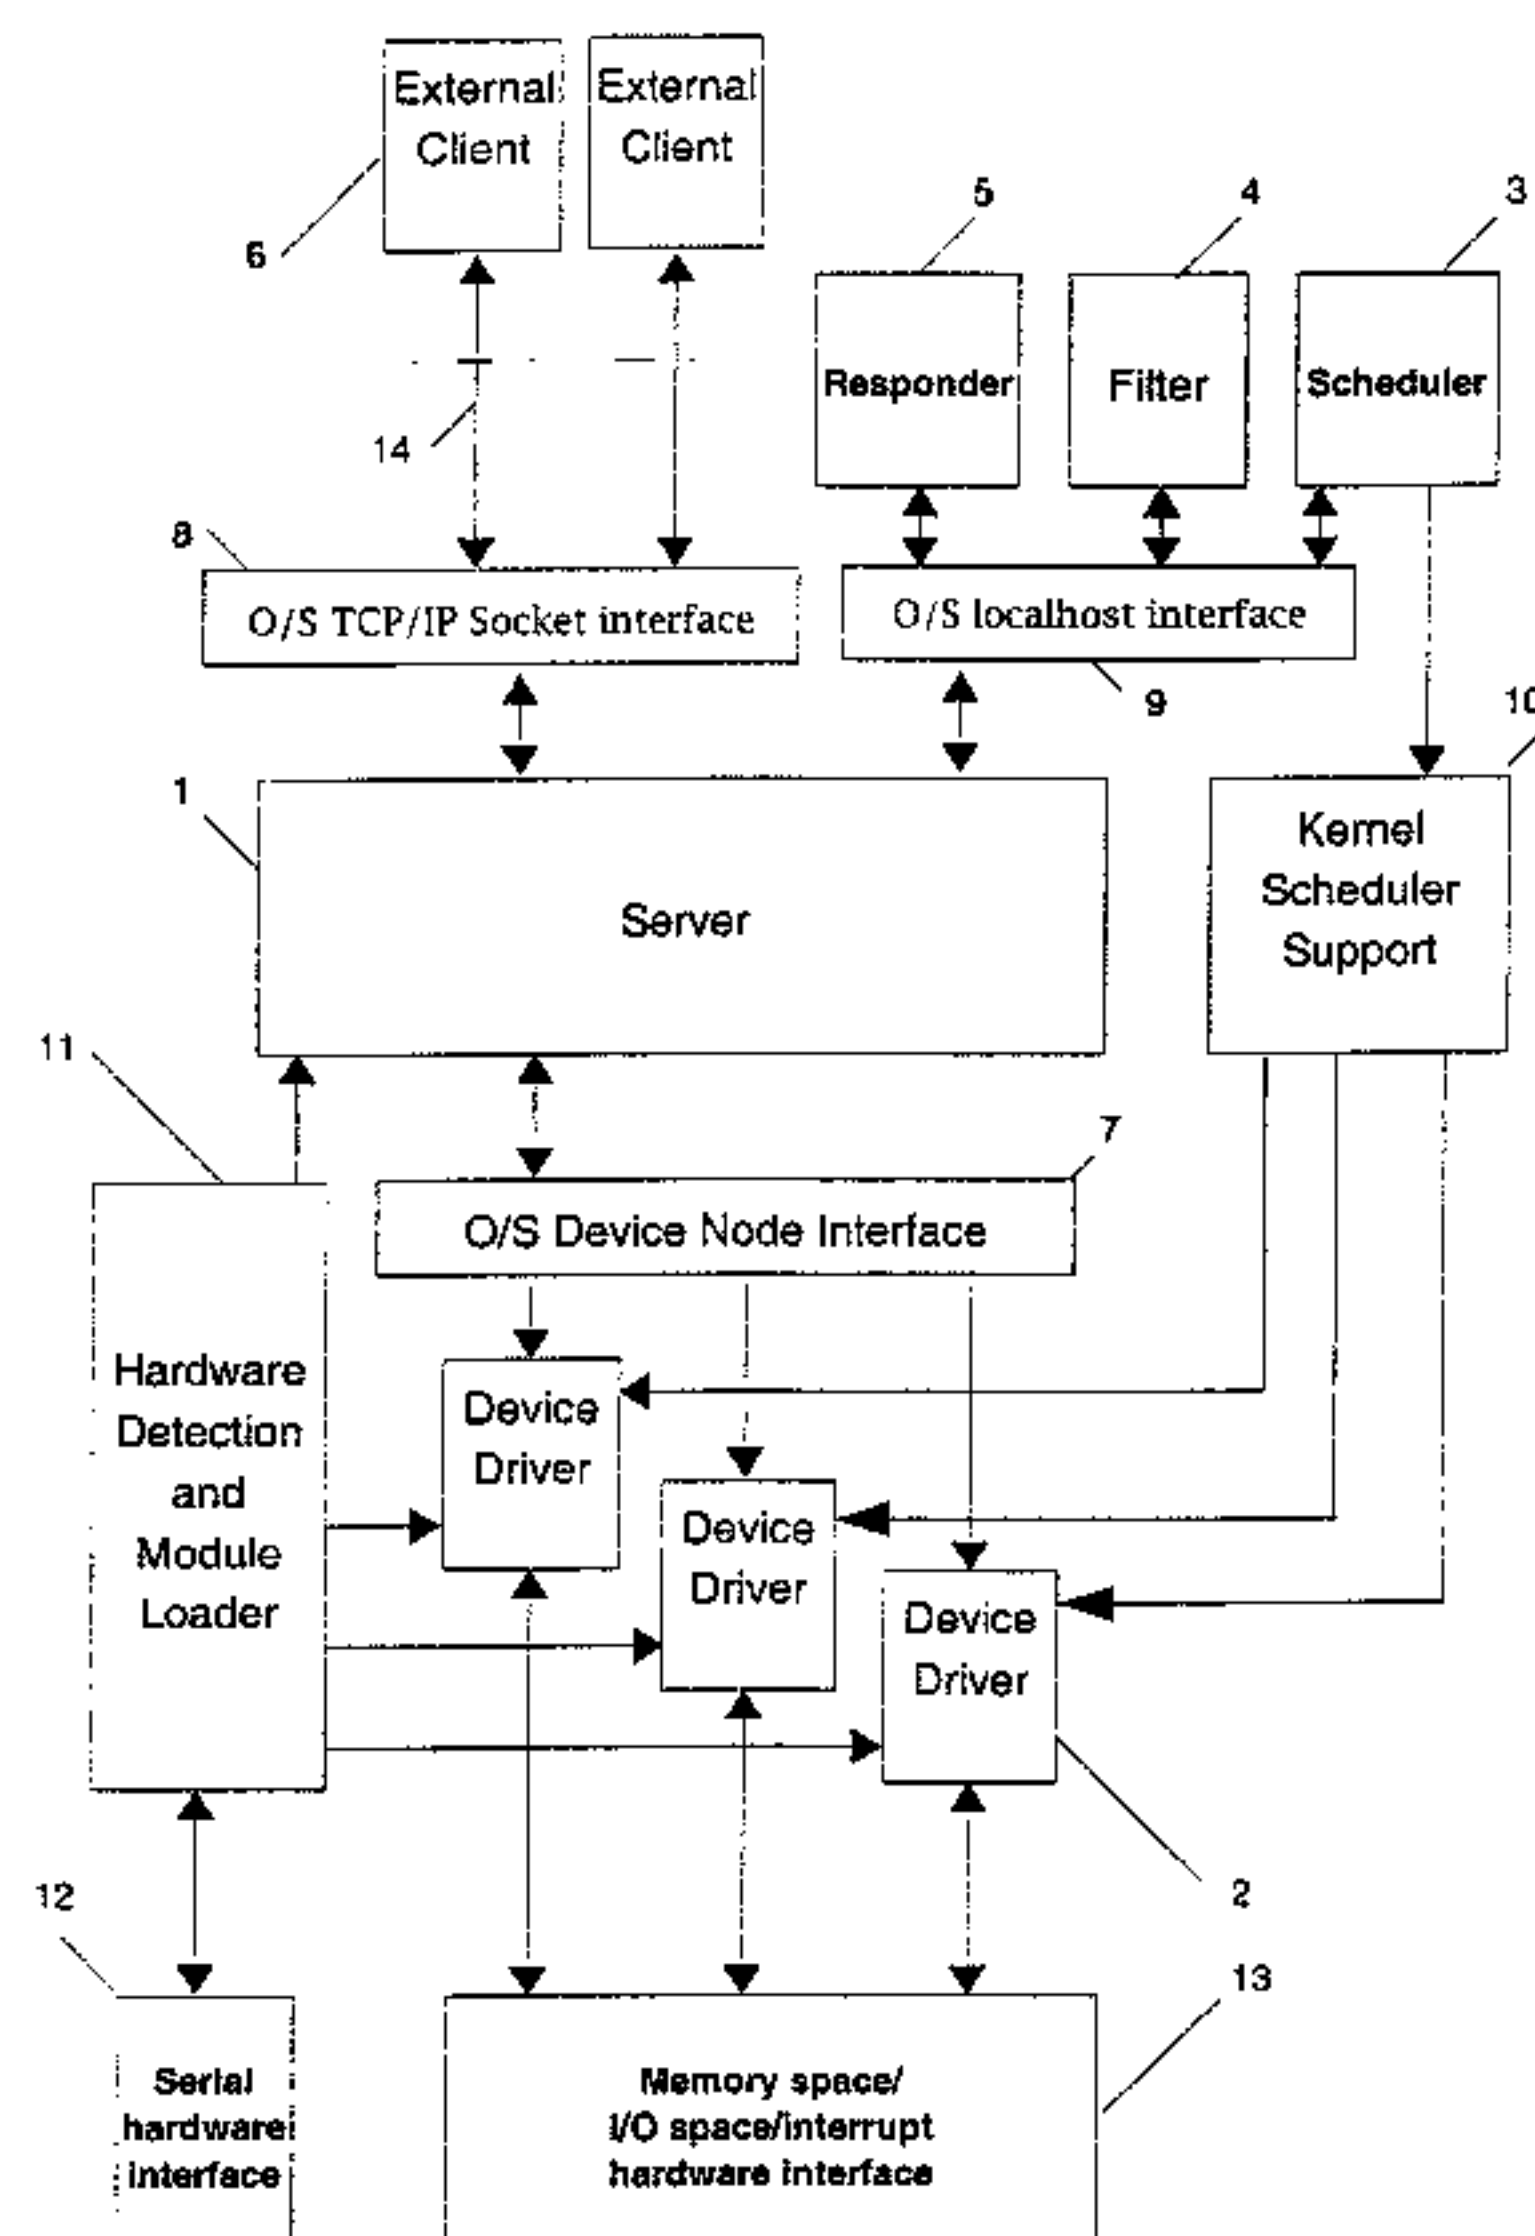 External
Client
External
Client
6
5
4
3
Responder
Filter
Scheduler
14
8
O/S TCP/IP Socket interface
O/S localhost interface
9
10
1
Server
Kernel
Scheduler
Support
11
7
O/S Device Node Interface
Hardware
Detection
and
Module
Loader
Device
Driver
Device
Driver
Device
Driver
12
2
13
Serial
hardware
interface
Memory space/
I/O space/interrupt
hardware interface